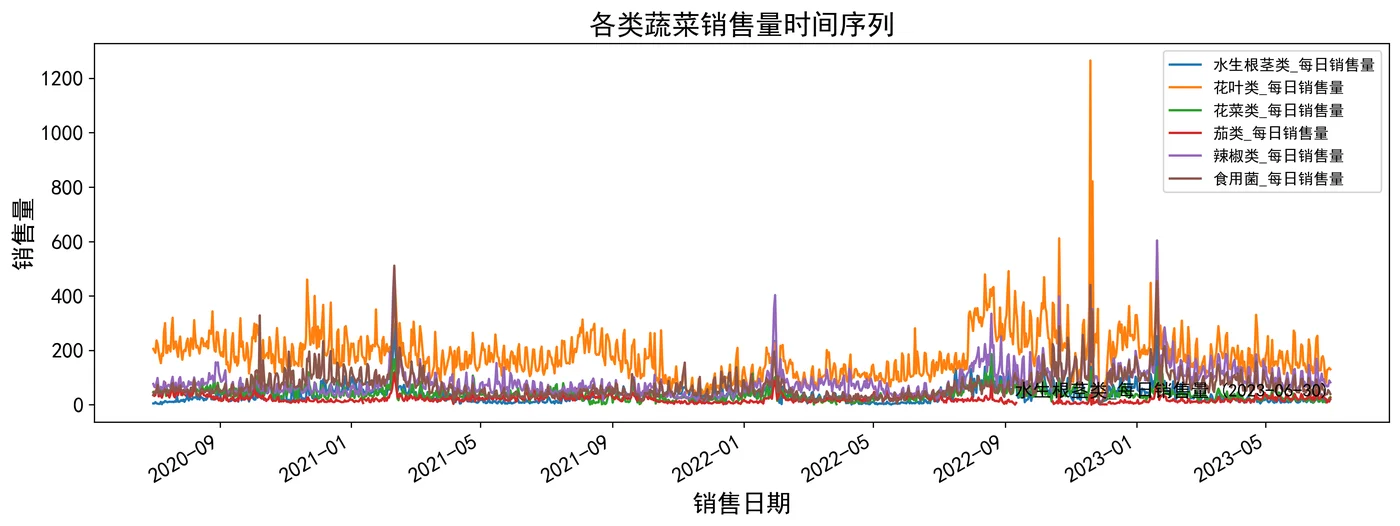 各类蔬菜销售量时间序列
1200
1000
800
600
400
200
0
销售量
水生根茎类_每日销售量
花叶类_每日销售量
花菜类_每日销售量
茄类_每日销售量
辣椒类_每日销售量
食用菌_每日销售量
水生根茎类_每日销售量 (2023-06-30)
2020-09
2021-01
2021-05
2021-09
2022-01
2022-05
2022-09
2023-01
2023-05
销售日期